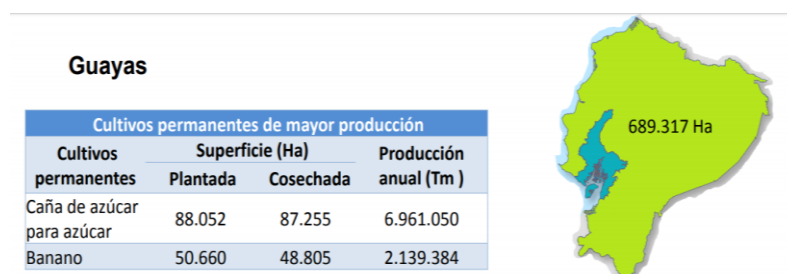 Guayas
Cultivos permanentes de mayor producción
Cultivos permanentes
Superficie (Ha)
Producción anual (Tm )
Plantada
Cosechada
Caña de azúcar para azúcar
88.052
87.255
6.961.050
Banano
50.660
48.805
2.139.384
689.317 Ha